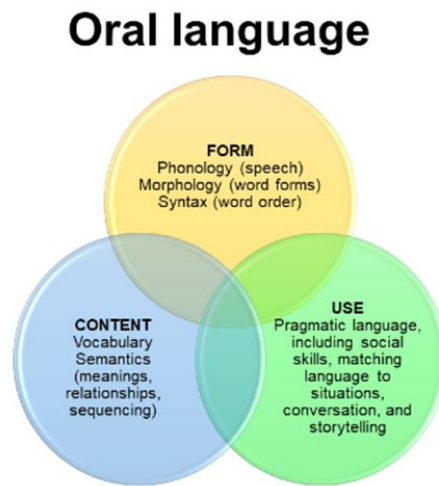 Oral language
FORM
Phonology (speech)
Morphology (word forms)
Syntax (word order)
CONTENT
Vocabulary
Semantics
(meanings,
relationships,
sequencing)
USE
Pragmatic language,
including social
skills, matching
language to
situations,
conversation, and
storytelling